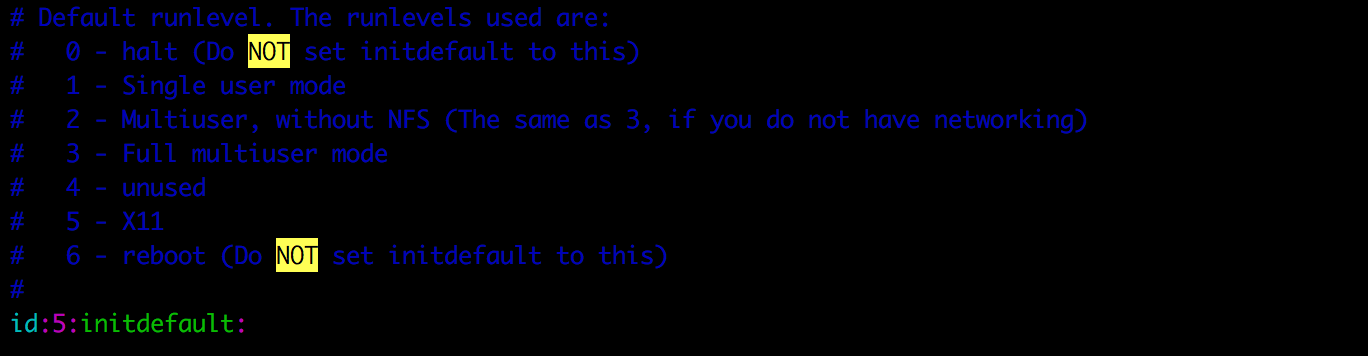 # Default runlevel. The runlevels used are:
#   0 - halt (Do NOT set initdefault to this)
#   1 - Single user mode
#   2 - Multiuser, without NFS (The same as 3, if you do not have networking)
#   3 - Full multiuser mode
#   4 - unused
#   5 - X11
#   6 - reboot (Do NOT set initdefault to this)
#
id:5:initdefault: